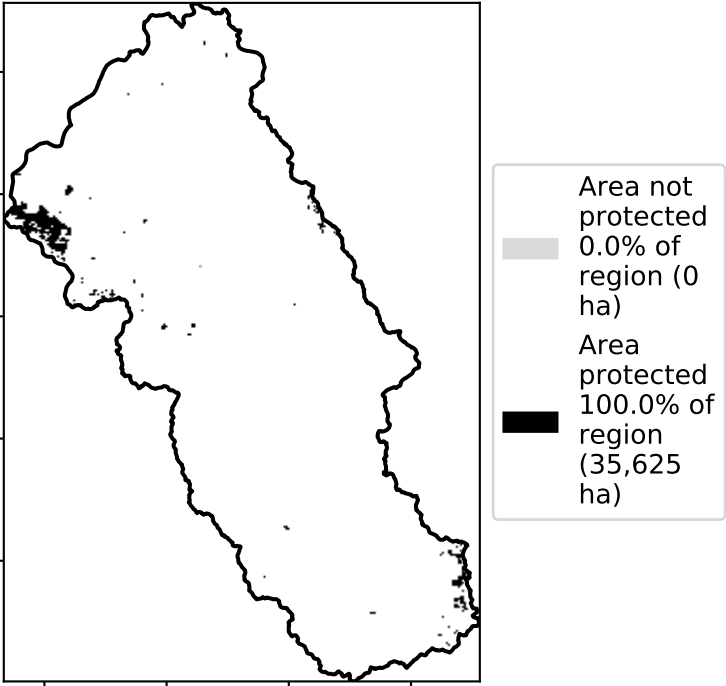 Area not
protected
0.0% of
region (0
ha)
Area
protected
100.0% of
region
(35,625
ha)